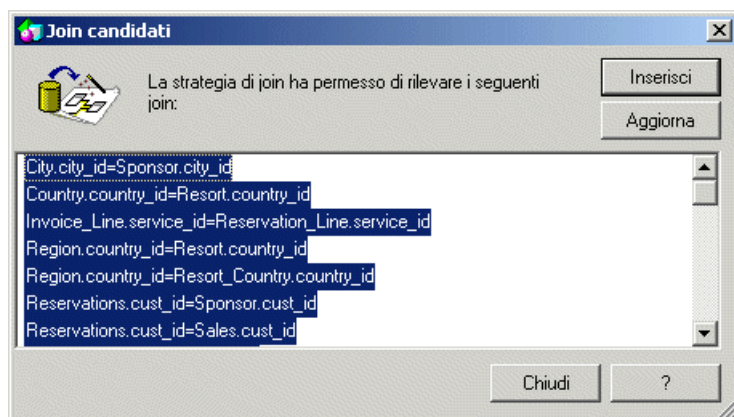 Join candidati
La strategia di join ha permesso di rilevare i seguenti
join:
Inserisci
Aggiorna
City.city_id=Sponsor.city_id
Country.country_id=Resort.country_id
Invoice_Line.service_id=Reservation_Line.service_id
Region.country_id=Resort.country_id
Region.country_id=Resort_Country.country_id
Reservations.cust_id=Sponsor.cust_id
Reservations.cust_id=Sales.cust_id
Chiudi
?